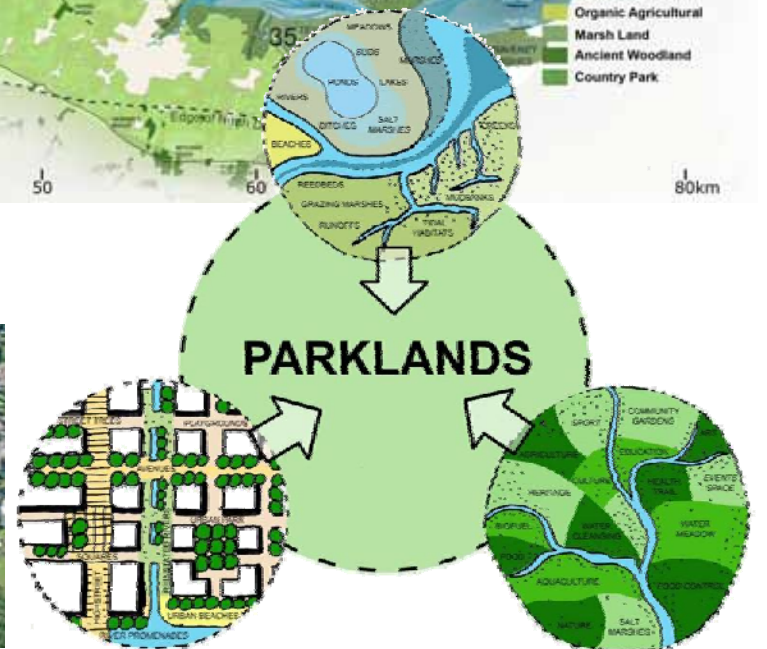 Organic Agricultural
Marsh Land
Ancient Woodland
Country Park
35
50
60
80km
MEADOWS
PONDS
LAKES
MARSHES
RIVERS
DITCHES
SALT
MARSHES
BEACHES
CREEKS
REEDBEDS
GRAZING MARSHES
MUDBANKS
RUNOFFS
TIDAL
HABITATS
PARKLANDS
PLAYGROUNDS
AVENUES
URBAN PARK
SQUARES
URBAN BEACHES
RIVER PROMENADES
SPORT
COMMUNITY
GARDENS
AGRICULTURE
EDUCATION
CULTURE
HEALTH
TRAIL
EVENTS
SPACE
HERITAGE
BIOFUEL
WATER
CLEANSING
WATER
MEADOW
FOOD
AQUACULTURE
NATURE
SALT
MARSHES